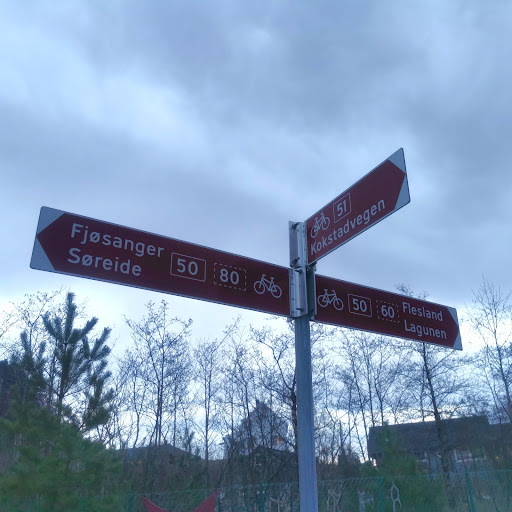 Fjøsanger
Søreide
50 80
51
Kokstadvegen
50 60
Flesland
Lagunen